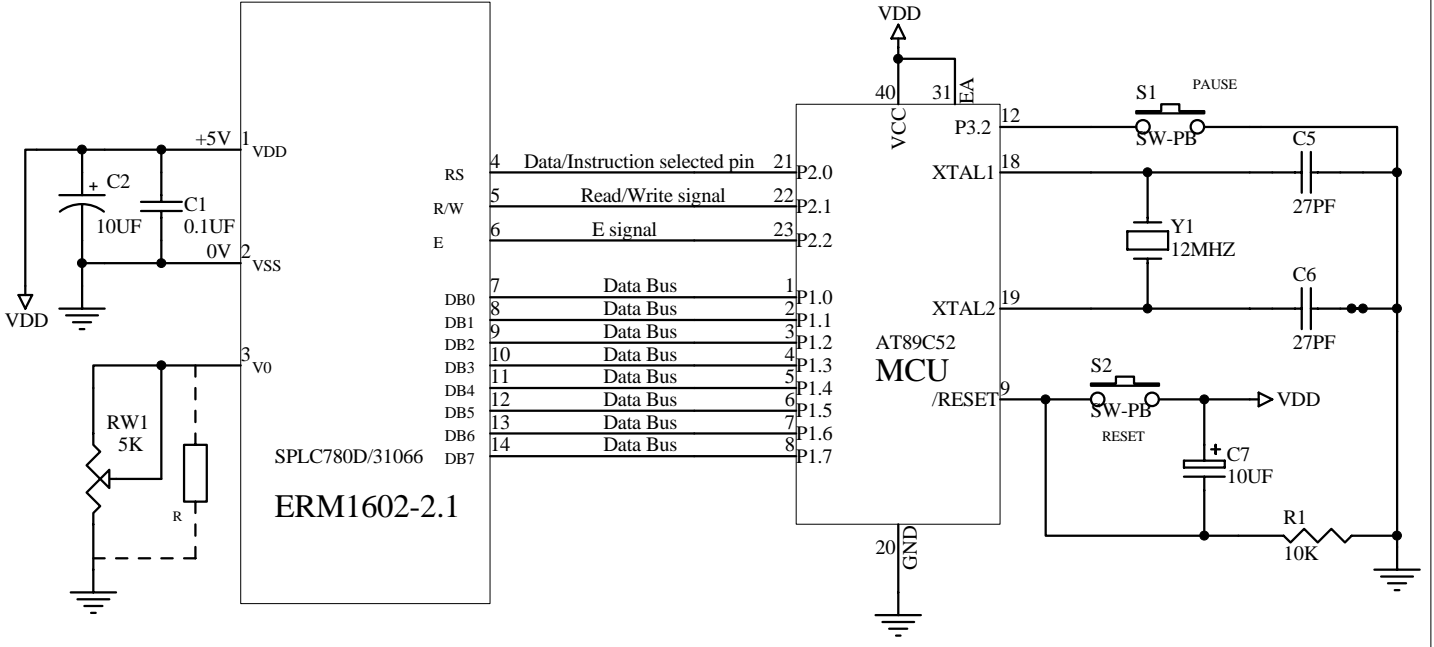 VDD
40
31
EA
VCC
S1
PAUSE
SW-PB
12
P3.2
+5V
1
VDD
C2
+
10UF
C1
0.1UF
0V
2
VSS
VDD
3
V0
RW1
5K
R
SPLC780D/31066
ERM1602-2.1
RS
4
Data/Instruction selected pin
21
P2.0
R/W
5
Read/Write signal
22
P2.1
E
6
E signal
23
P2.2
DB0
7
Data Bus
1
P1.0
DB1
8
Data Bus
2
P1.1
DB2
9
Data Bus
3
P1.2
DB3
10
Data Bus
4
P1.3
DB4
11
Data Bus
5
P1.4
DB5
12
Data Bus
6
P1.5
DB6
13
Data Bus
7
P1.6
DB7
14
Data Bus
8
P1.7
XTAL1
18
C5
27PF
Y1
12MHZ
XTAL2
19
C6
27PF
AT89C52
MCU
/RESET
9
S2
SW-PB
RESET
VDD
+
C7
10UF
R1
10K
20
GND